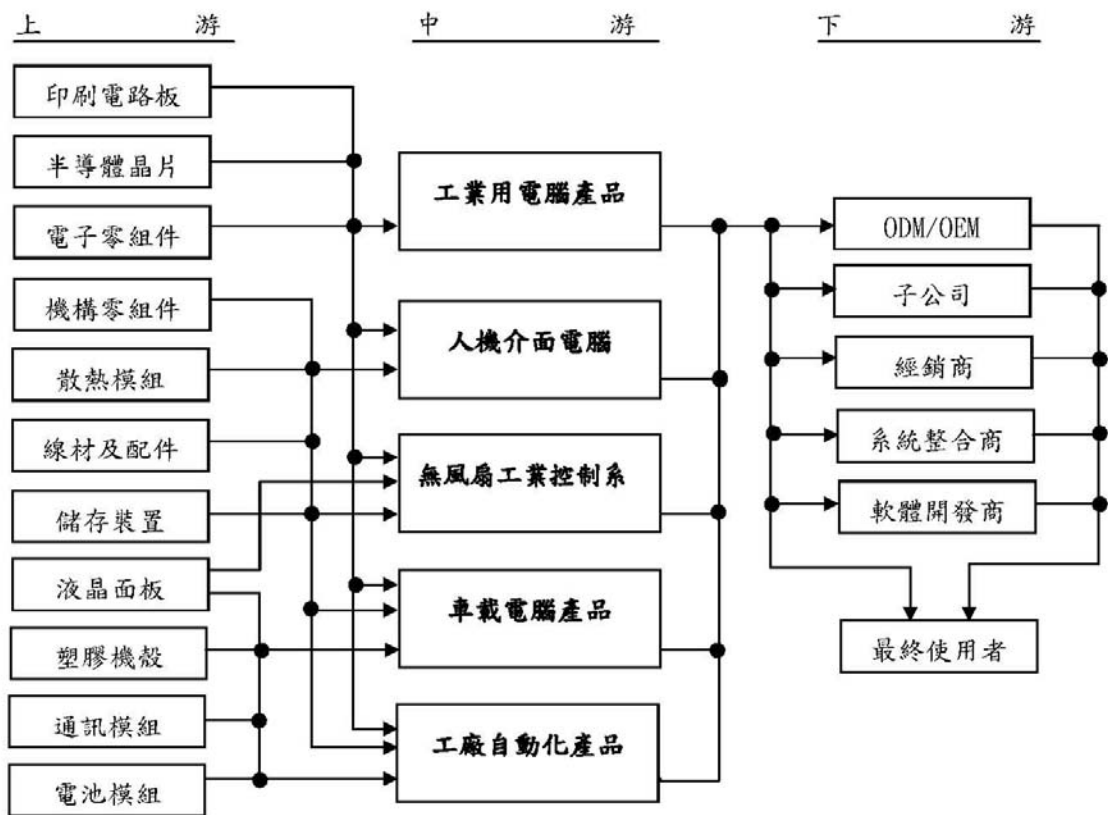 上 游
中 游
下 游
印刷電路板
半導體晶片
電子零組件
機構零組件
散熱模組
線材及配件
儲存裝置
液晶面板
塑膠機殼
通訊模組
電池模組
工業用電腦產品
人機介面電腦
無風扇工業控制系
車載電腦產品
工廠自動化產品
ODM/OEM
子公司
經銷商
系統整合商
軟體開發商
最終使用者